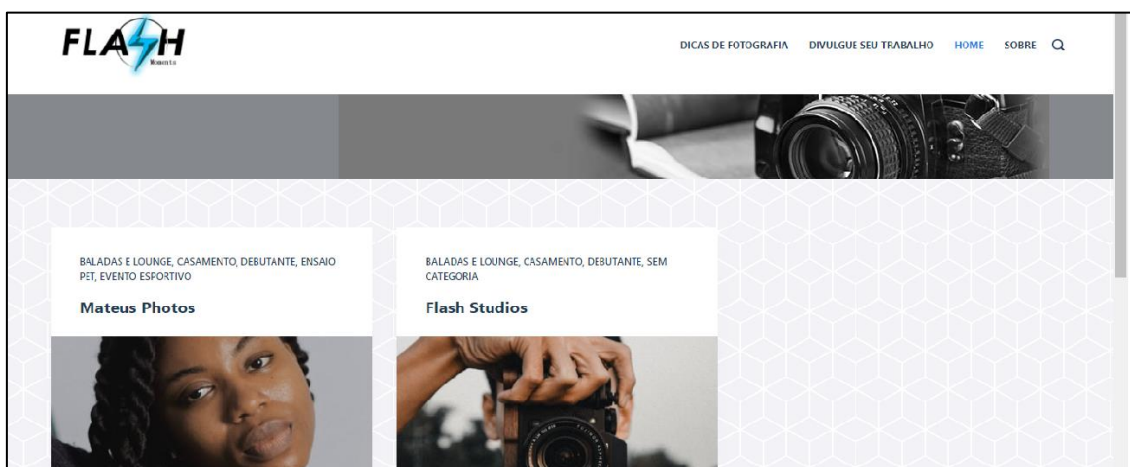 FLASH
Moments
DICAS DE FOTOGRAFIA DIVULGUE SEU TRABALHO HOME SOBRE
BALADAS E LOUNGE, CASAMENTO, DEBUTANTE, ENSAIO
PET, EVENTO ESPORTIVO
Mateus Photos
BALADAS E LOUNGE, CASAMENTO, DEBUTANTE, SEM
CATEGORIA
Flash Studios